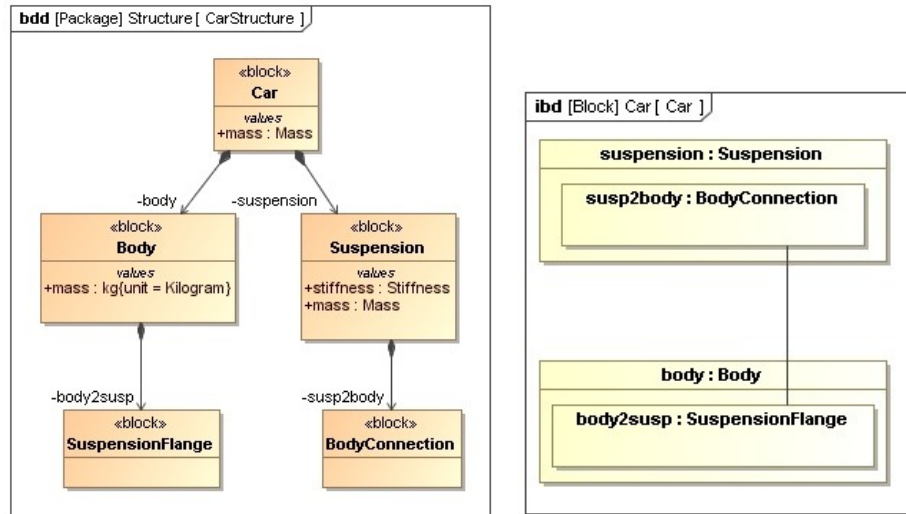 bdd [Package] Structure [ CarStructure ]
«block»
Car
values
+mass : Mass
-body
-suspension
«block»
Body
values
+mass : kg{unit = Kilogram}
«block»
Suspension
values
+stiffness : Stiffness
+mass : Mass
-body2susp
-susp2body
«block»
SuspensionFlange
«block»
BodyConnection
ibd [Block] Car [ Car ]
suspension : Suspension
susp2body : BodyConnection
body : Body
body2susp : SuspensionFlange